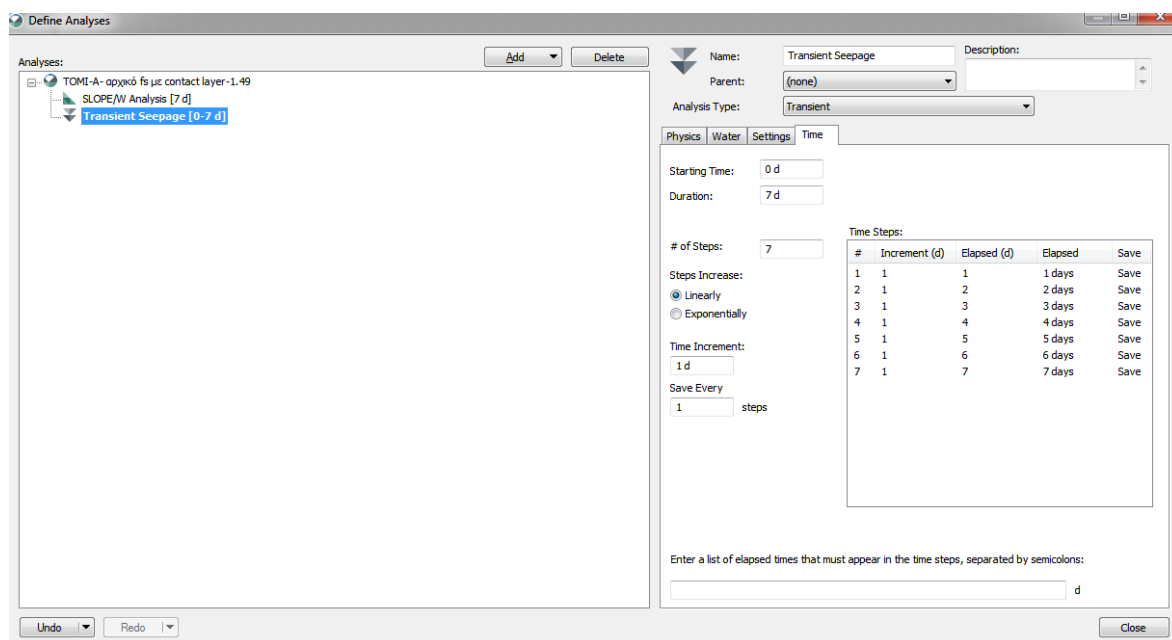 Define Analyses
Analyses:
Add
Delete
ΤΟΜΙ-Α- αρχικό fs με contact layer-1.49
SLOPE/W Analysis [7 d]
Transient Seepage [0-7 d]
Name:
Transient Seepage
Description:
Parent:
(none)
Analysis Type:
Transient
Physics Water Settings Time
Starting Time:
0 d
Duration:
7 d
# of Steps:
7
Steps Increase:
Linearly
Exponentially
Time Increment:
1 d
Save Every
1 steps
Time Steps:
# Increment (d) Elapsed (d) Elapsed Save
1 1 1 1 days Save
2 1 2 2 days Save
3 1 3 3 days Save
4 1 4 4 days Save
5 1 5 5 days Save
6 1 6 6 days Save
7 1 7 7 days Save
Enter a list of elapsed times that must appear in the time steps, separated by semicolons:
d
Undo
Redo
Close